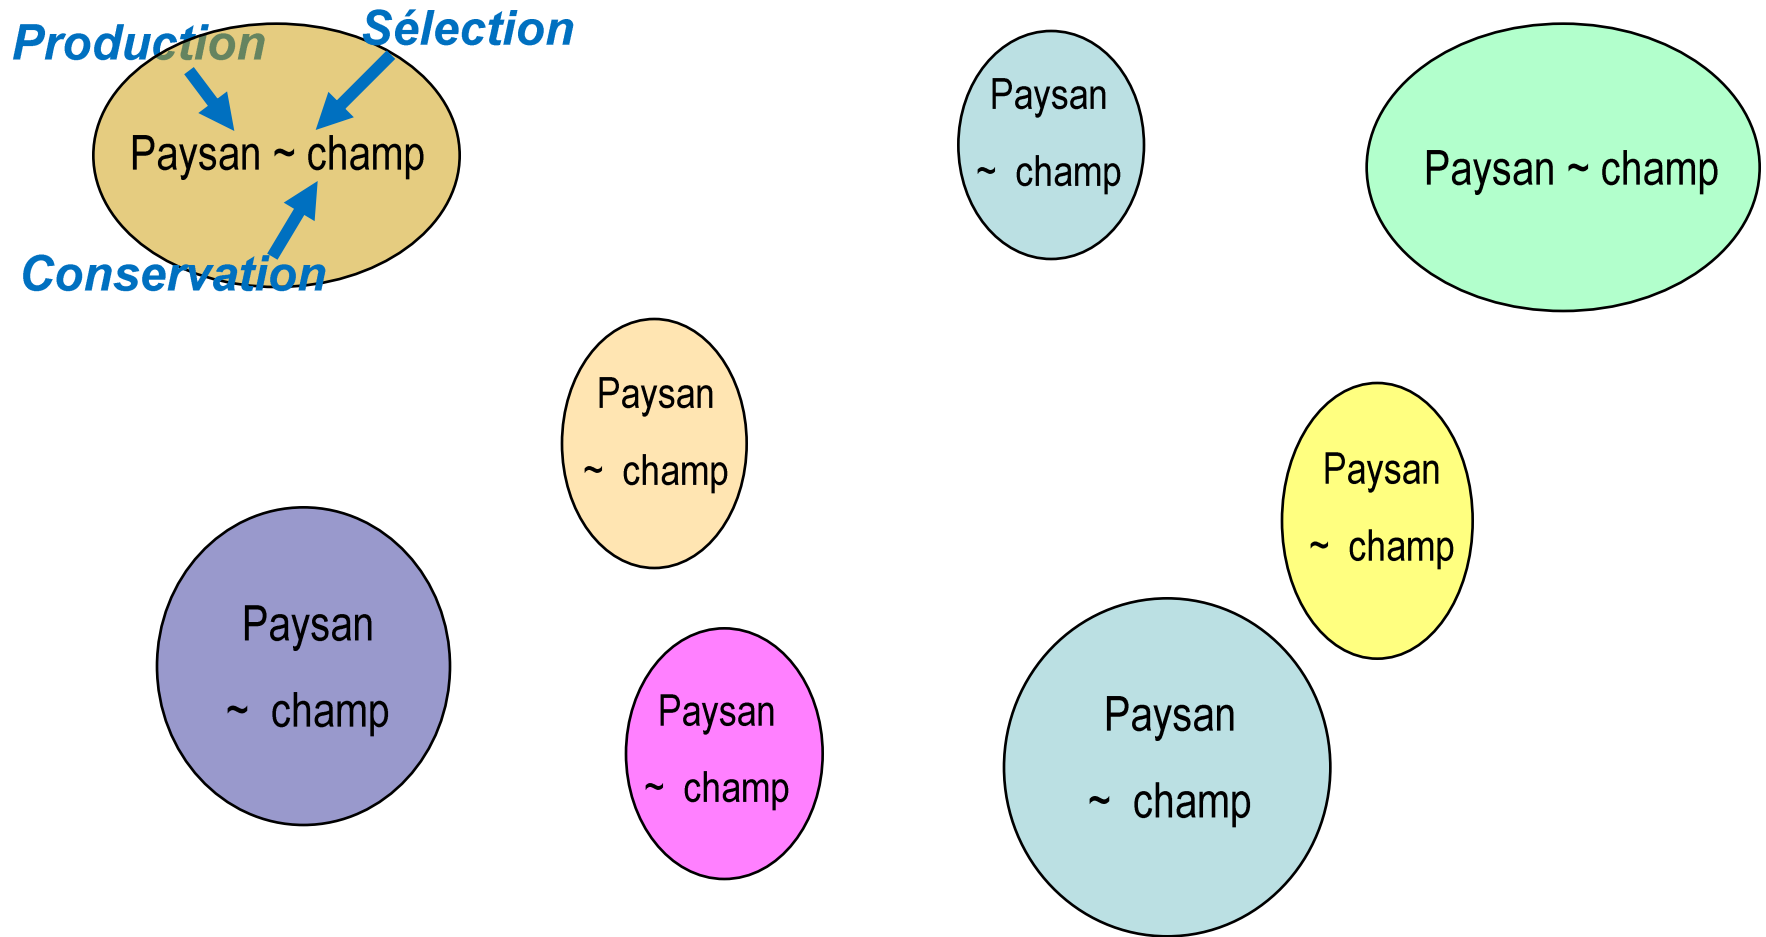 Production
Sélection
Paysan ~ champ
Conservation
Paysan
~ champ
Paysan ~ champ
Paysan
~ champ
Paysan
~ champ
Paysan
~ champ
Paysan
~ champ
Paysan
~ champ